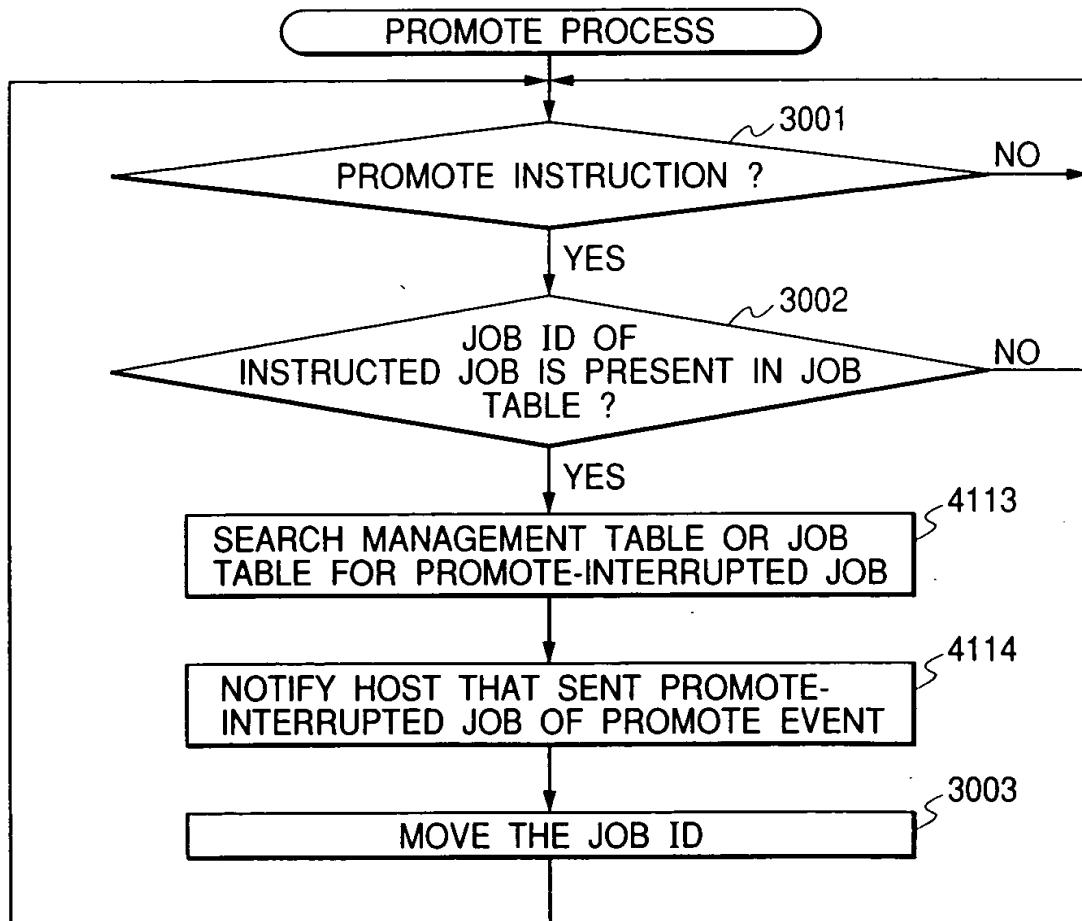 PROMOTE PROCESS
3001
PROMOTE INSTRUCTION ?
NO
YES
3002
JOB ID OF
INSTRUCTED JOB IS PRESENT IN JOB
TABLE ?
NO
YES
4113
SEARCH MANAGEMENT TABLE OR JOB
TABLE FOR PROMOTE-INTERRUPTED JOB
4114
NOTIFY HOST THAT SENT PROMOTE-
INTERRUPTED JOB OF PROMOTE EVENT
3003
MOVE THE JOB ID